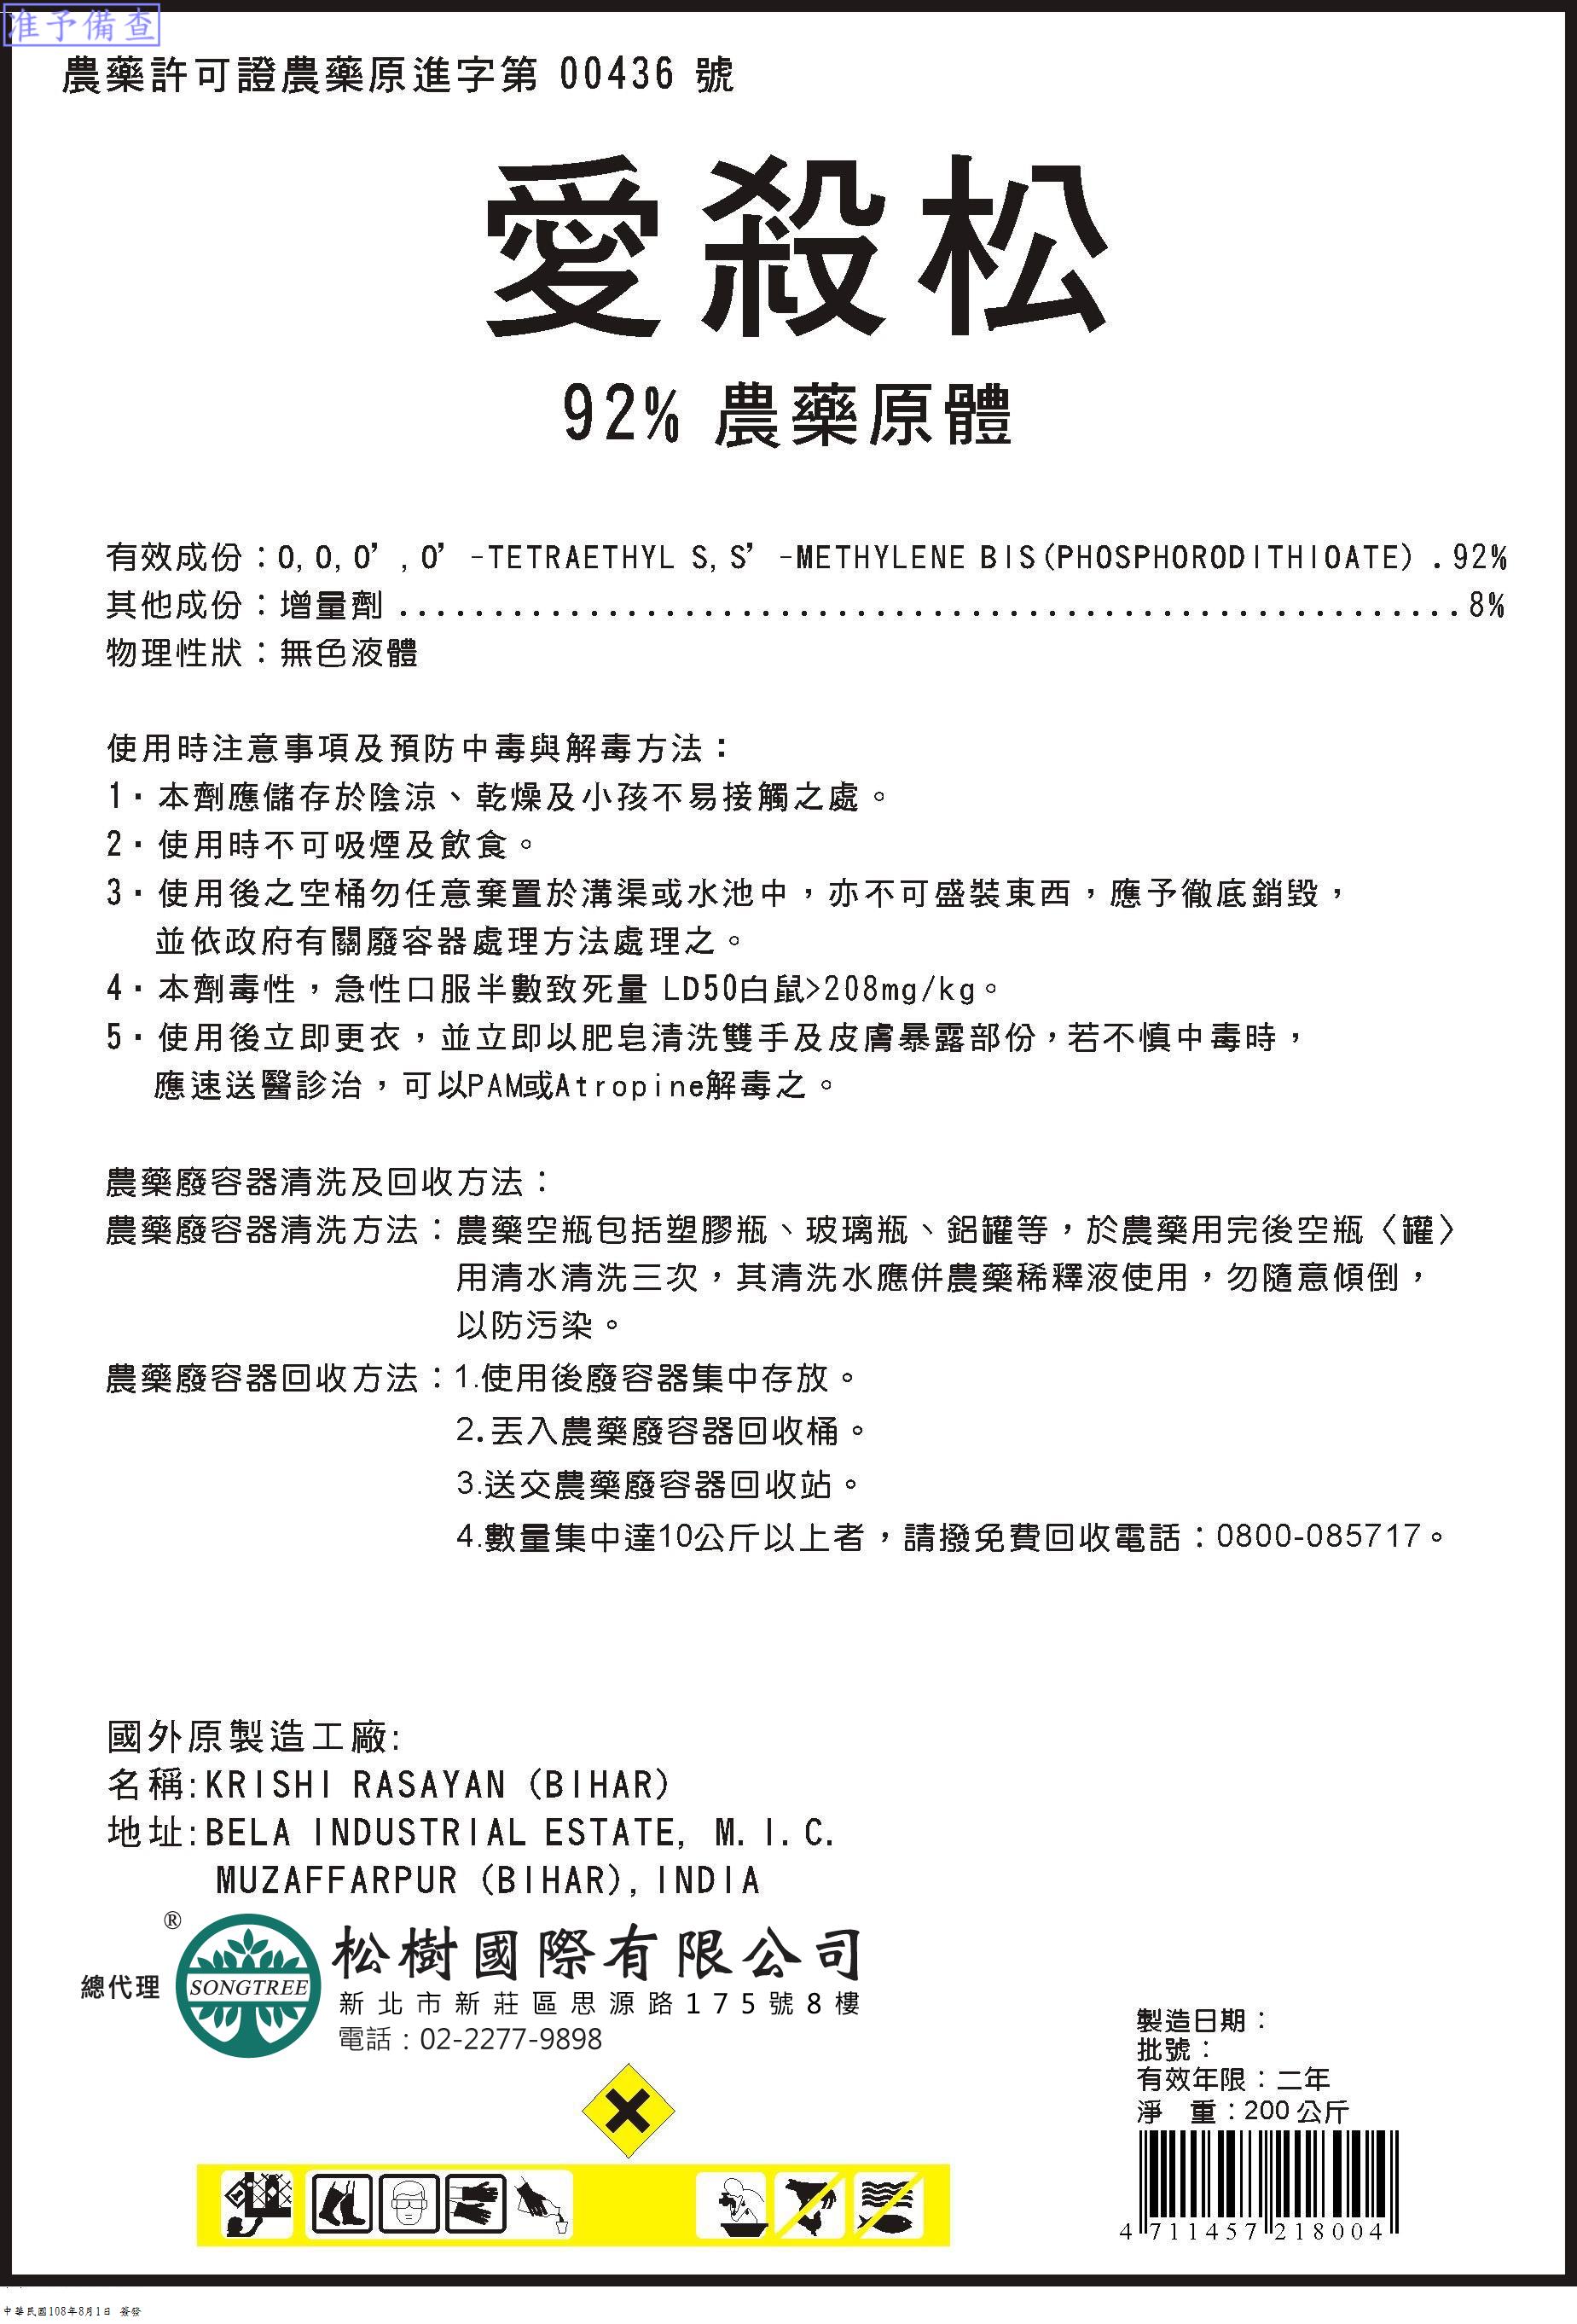 准予備查
農藥許可證農藥原進字第 00436 號
愛殺松
92% 農藥原體
有效成份：O,O,O',O'-TETRAETHYL S,S'-METHYLENE BIS(PHOSPHORODITHIOATE).92%
其他成份：增量劑............................................................8%
物理性狀：無色液體
使用時注意事項及預防中毒與解毒方法：
1．本劑應儲存於陰涼、乾燥及小孩不易接觸之處。
2．使用時不可吸煙及飲食。
3．使用後之空桶勿任意棄置於溝渠或水池中，亦不可盛裝東西，應予徹底銷毀，
並依政府有關廢容器處理方法處理之。
4．本劑毒性，急性口服半數致死量 LD50白鼠>208mg/kg。
5．使用後立即更衣，並立即以肥皂清洗雙手及皮膚暴露部份，若不慎中毒時，
應速送醫診治，可以PAM或Atropine解毒之。
農藥廢容器清洗及回收方法：
農藥廢容器清洗方法：農藥空瓶包括塑膠瓶、玻璃瓶、鋁罐等，於農藥用完後空瓶〈罐〉
用清水清洗三次，其清洗水應併農藥稀釋液使用，勿隨意傾倒，
以防污染。
農藥廢容器回收方法：1.使用後廢容器集中存放。
2.丟入農藥廢容器回收桶。
3.送交農藥廢容器回收站。
4.數量集中達10公斤以上者，請撥免費回收電話：0800-085717。
國外原製造工廠:
名稱:KRISHI RASAYAN (BIHAR)
地址:BELA INDUSTRIAL ESTATE, M.I.C.
MUZAFFARPUR (BIHAR),INDIA
®
總代理
SONGTREE
松樹國際有限公司
新北市新莊區思源路175號8樓
電話：02-2277-9898
製造日期：
批號：
有效年限：二年
淨 重：200公斤
4 711457 218004
中華民國108年8月1日 簽發